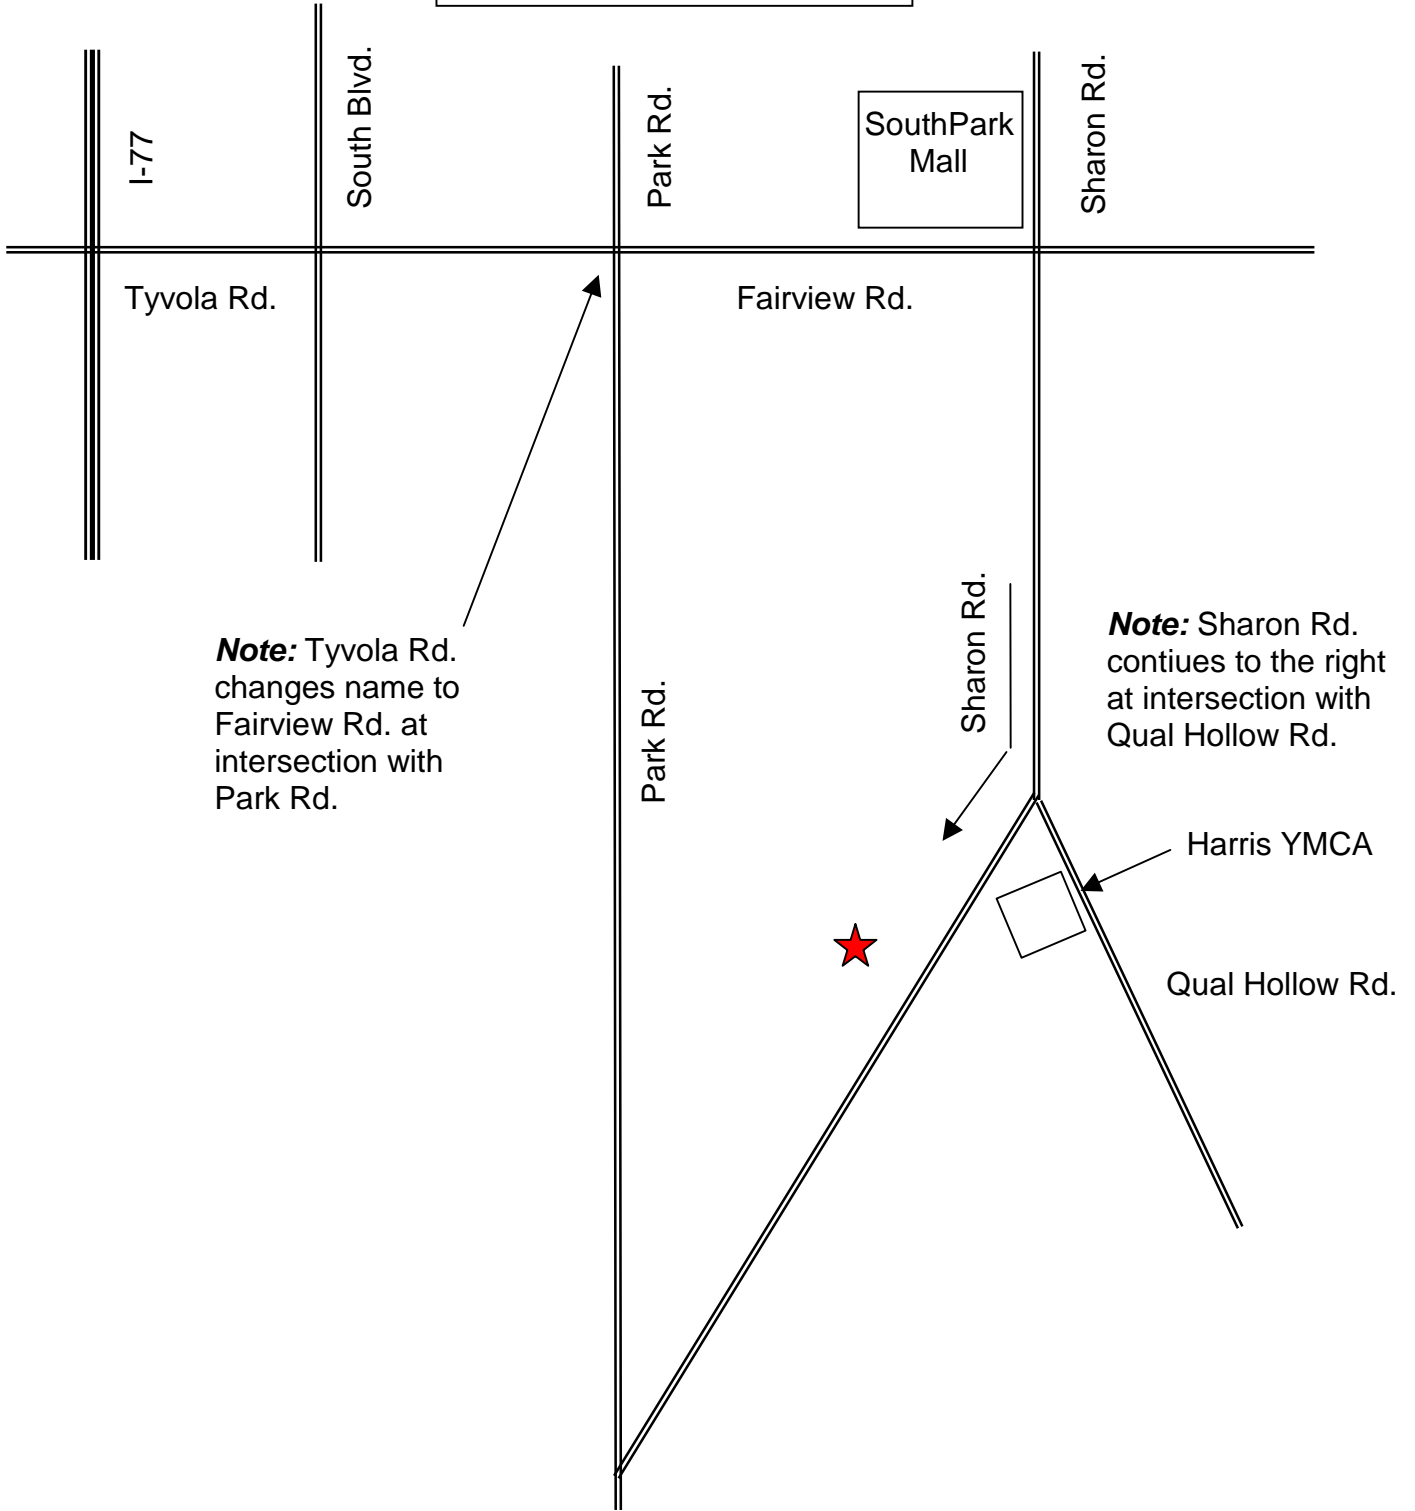 I-77
South Blvd.
Park Rd.
SouthPark
Mall
Sharon Rd.
Tyvola Rd.
Fairview Rd.
Note: Tyvola Rd.
changes name to
Fairview Rd. at
intersection with
Park Rd.
Park Rd.
Sharon Rd.
Note: Sharon Rd.
contiues to the right
at intersection with
Qual Hollow Rd.
Harris YMCA
Qual Hollow Rd.